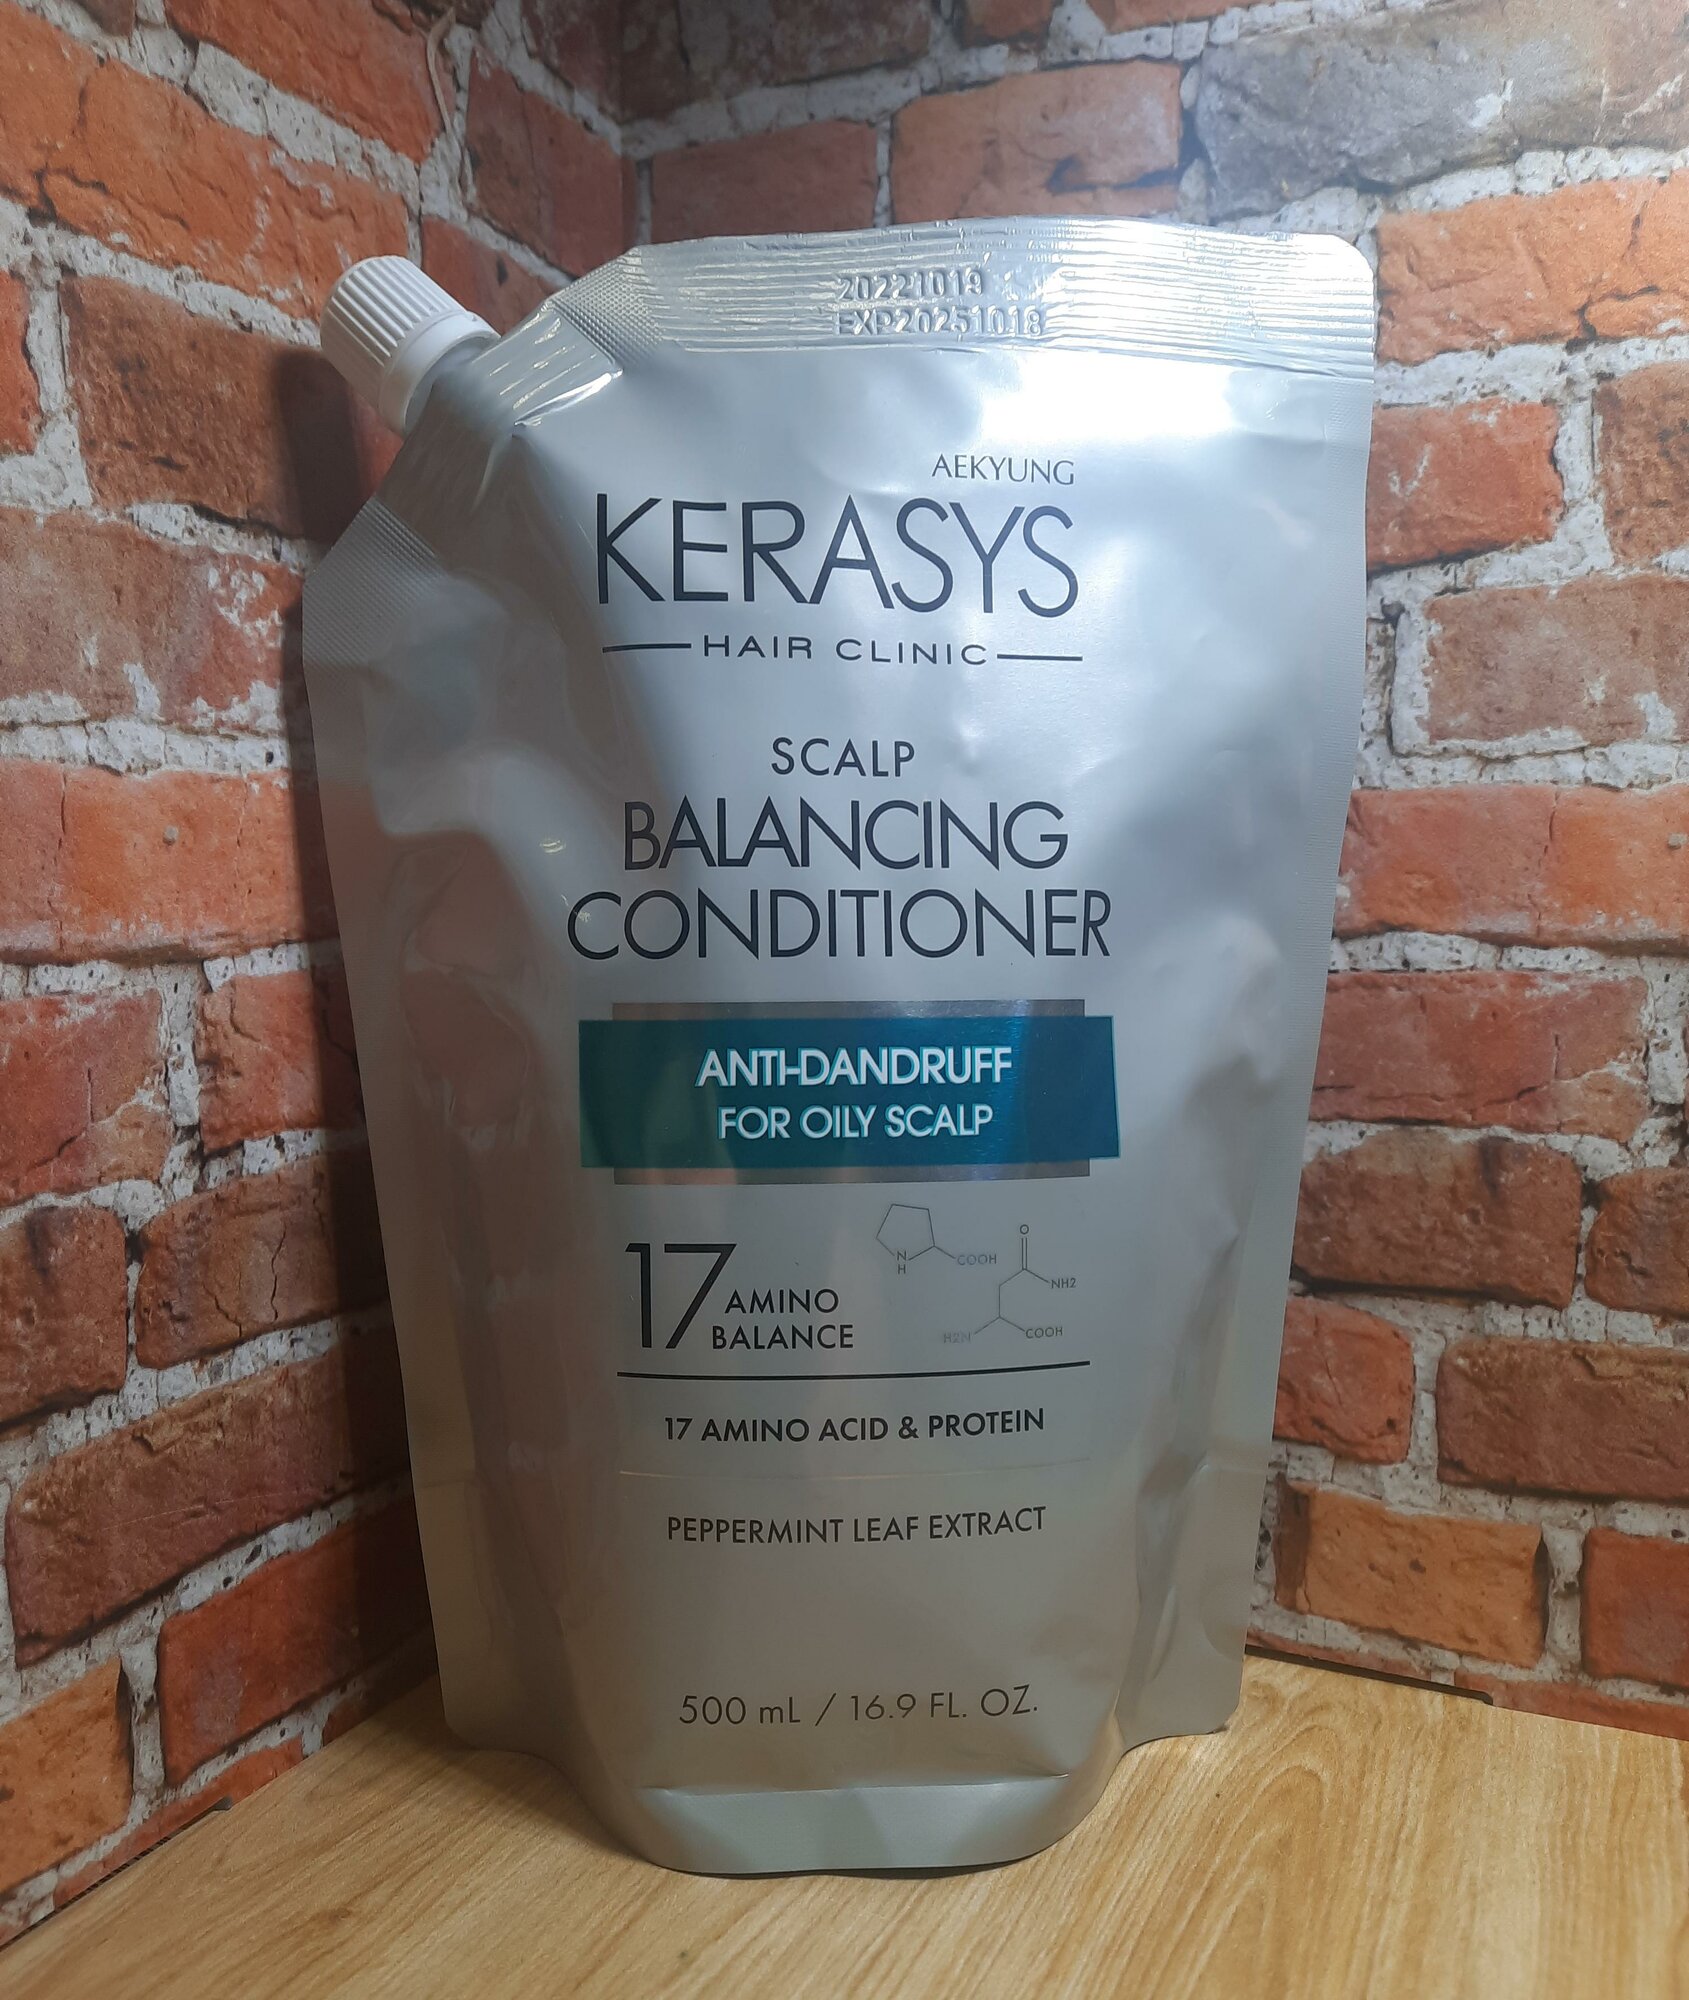 20221019
EXP20251018
AEKYUNG
KERASYS
HAIR CLINIC
SCALP
BALANCING
CONDITIONER
ANTI-DANDRUFF
FOR OILY SCALP
17 AMINO
BALANCE
N
H
COOH
O
NH2
H2N
COOH
17 AMINO ACID & PROTEIN
PEPPERMINT LEAF EXTRACT
500 mL / 16.9 FL. OZ.